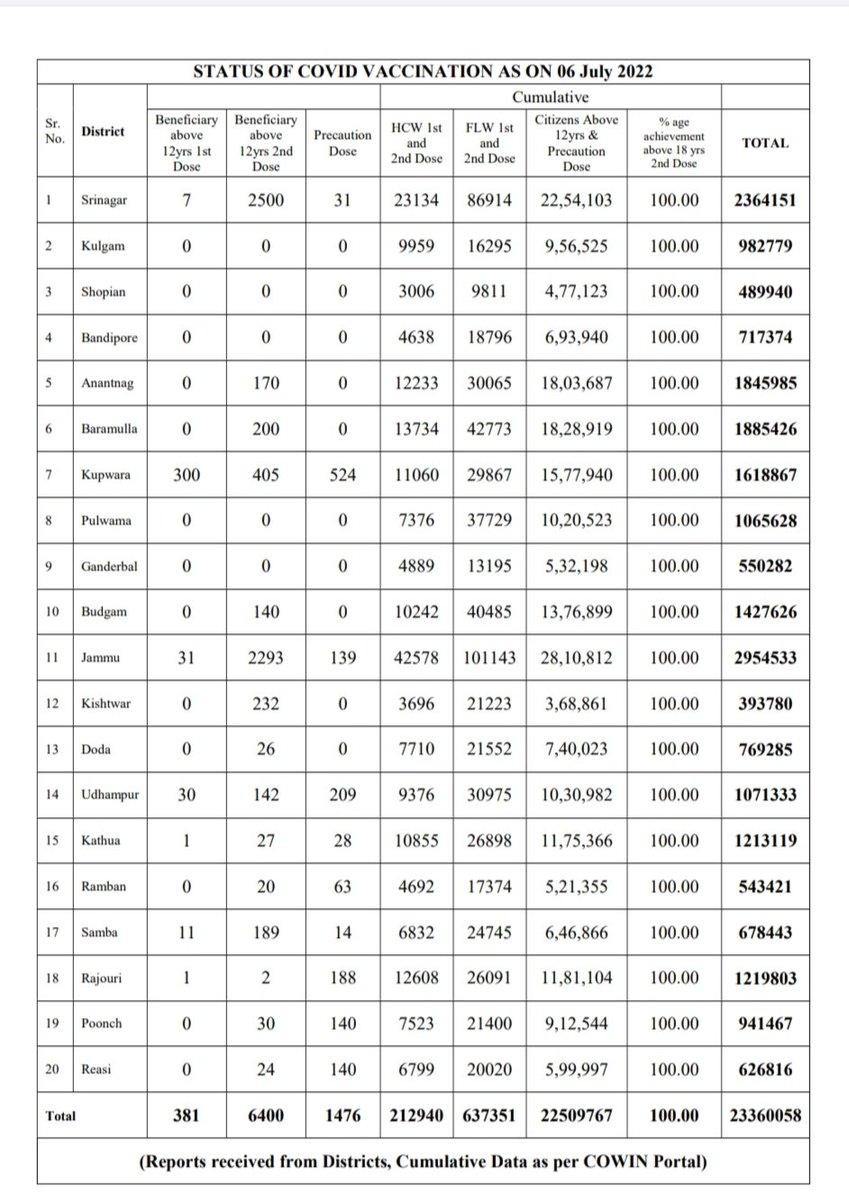 STATUS OF COVID VACCINATION AS ON 06 July 2022
Cumulative
Sr. No. District Beneficiary above 12yrs 1st Dose Beneficiary above 12yrs 2nd Dose Precaution Dose HCW 1st and 2nd Dose FLW 1st and 2nd Dose Citizens Above 12yrs & Precaution Dose % age achievement above 18 yrs 2nd Dose TOTAL
1 Srinagar 7 2500 31 23134 86914 22,54,103 100.00 2364151
2 Kulgam 0 0 0 9959 16295 9,56,525 100.00 982779
3 Shopian 0 0 0 3006 9811 4,77,123 100.00 489940
4 Bandipore 0 0 0 4638 18796 6,93,940 100.00 717374
5 Anantnag 0 170 0 12233 30065 18,03,687 100.00 1845985
6 Baramulla 0 200 0 13734 42773 18,28,919 100.00 1885426
7 Kupwara 300 405 524 11060 29867 15,77,940 100.00 1618867
8 Pulwama 0 0 0 7376 37729 10,20,523 100.00 1065628
9 Ganderbal 0 0 0 4889 13195 5,32,198 100.00 550282
10 Budgam 0 140 0 10242 40485 13,76,899 100.00 1427626
11 Jammu 31 2293 139 42578 101143 28,10,812 100.00 2954533
12 Kishtwar 0 232 0 3696 21223 3,68,861 100.00 393780
13 Doda 0 26 0 7710 21552 7,40,023 100.00 769285
14 Udhampur 30 142 209 9376 30975 10,30,982 100.00 1071333
15 Kathua 1 27 28 10855 26898 11,75,366 100.00 1213119
16 Ramban 0 20 63 4692 17374 5,21,355 100.00 543421
17 Samba 11 189 14 6832 24745 6,46,866 100.00 678443
18 Rajouri 1 2 188 12608 26091 11,81,104 100.00 1219803
19 Poonch 0 30 140 7523 21400 9,12,544 100.00 941467
20 Reasi 0 24 140 6799 20020 5,99,997 100.00 626816
Total 381 6400 1476 212940 637351 22509767 100.00 23360058
(Reports received from Districts, Cumulative Data as per COWIN Portal)